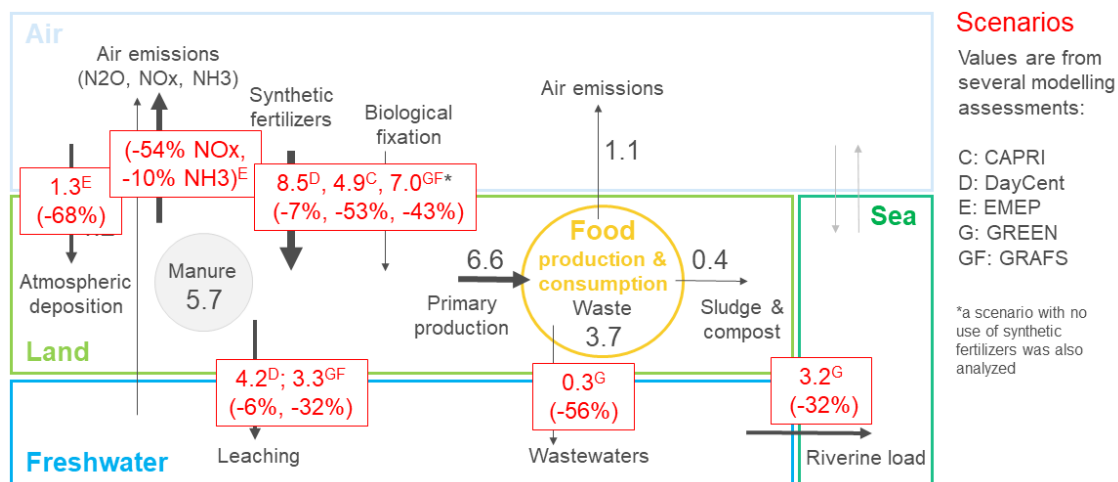 Air
Air emissions
(N2O, NOx, NH3)
Synthetic
fertilizers
Biological
fixation
Air emissions
1.1
(-54% NOx,
-10% NH3)ᴱ
1.3ᴱ
(-68%)
8.5ᴰ, 4.9ᶜ, 7.0ᴳᶠ*
(-7%, -53%, -43%)
Atmospheric
deposition
Manure
5.7
6.6
Primary
production
Food
production &
consumption
Waste
3.7
0.4
Sludge &
compost
Land
Sea
4.2ᴰ; 3.3ᴳᶠ
(-6%, -32%)
0.3ᴳ
(-56%)
3.2ᴳ
(-32%)
Freshwater
Leaching
Wastewaters
Riverine load
Scenarios
Values are from
several modelling
assessments:
C: CAPRI
D: DayCent
E: EMEP
G: GREEN
GF: GRAFS
*a scenario with no
use of synthetic
fertilizers was also
analyzed